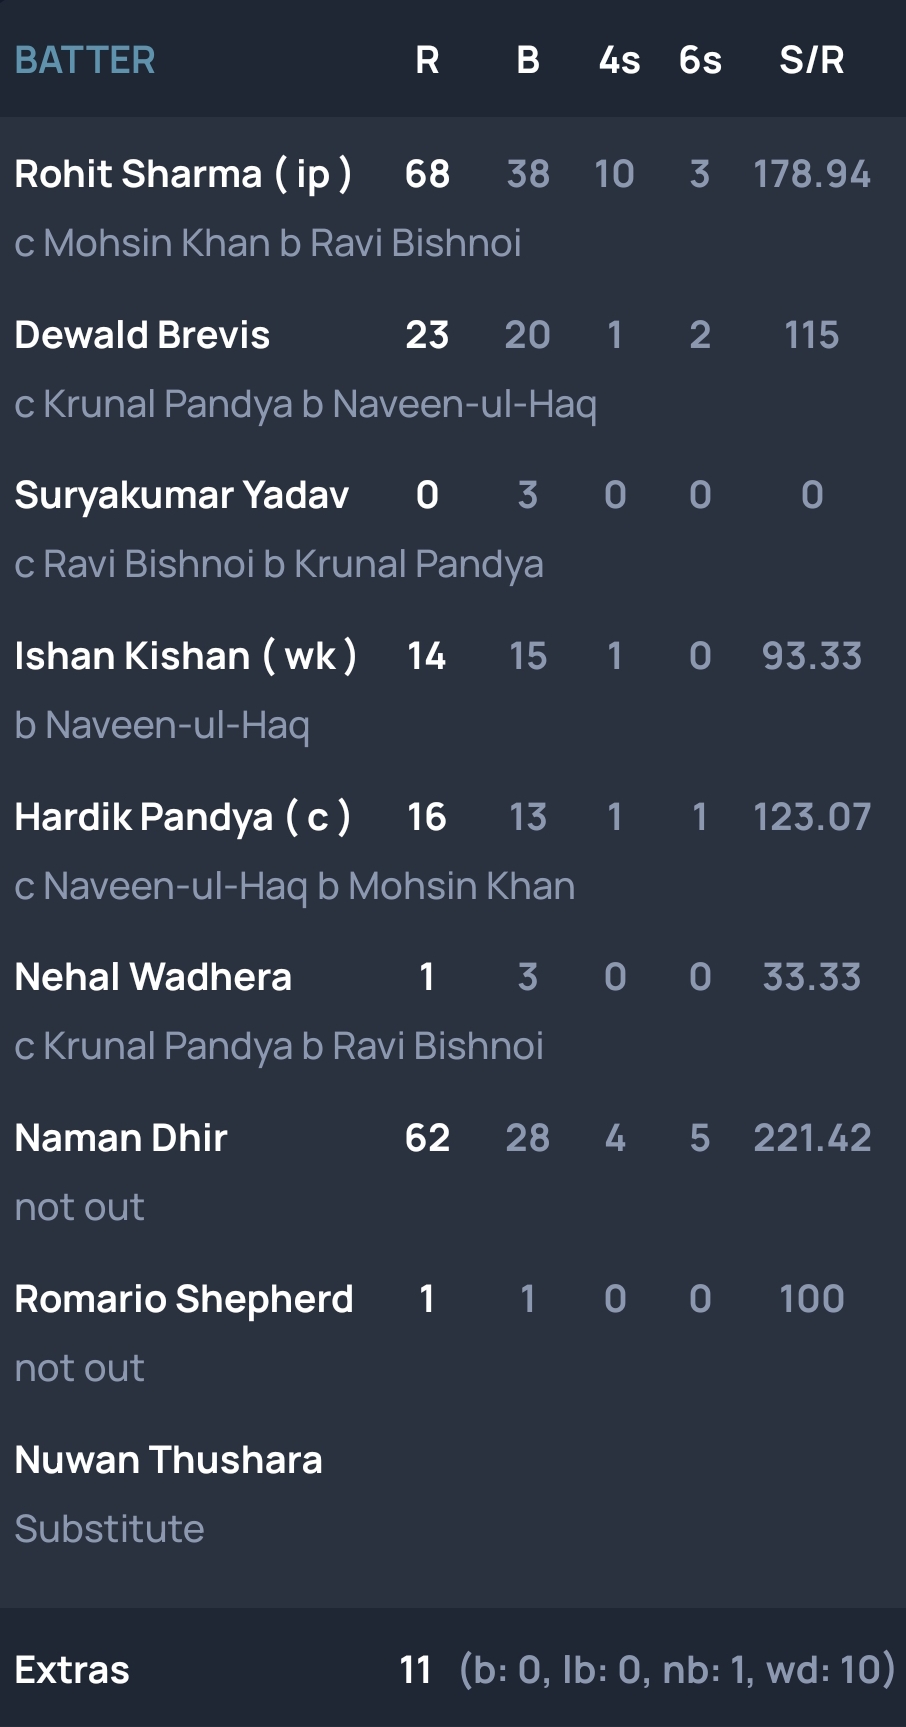 BATTER R B 4s 6s S/R
Rohit Sharma ( ip ) 68 38 10 3 178.94
c Mohsin Khan b Ravi Bishnoi
Dewald Brevis 23 20 1 2 115
c Krunal Pandya b Naveen-ul-Haq
Suryakumar Yadav 0 3 0 0 0
c Ravi Bishnoi b Krunal Pandya
Ishan Kishan ( wk ) 14 15 1 0 93.33
b Naveen-ul-Haq
Hardik Pandya ( c ) 16 13 1 1 123.07
c Naveen-ul-Haq b Mohsin Khan
Nehal Wadhera 1 3 0 0 33.33
c Krunal Pandya b Ravi Bishnoi
Naman Dhir 62 28 4 5 221.42
not out
Romario Shepherd 1 1 0 0 100
not out
Nuwan Thushara
Substitute
Extras 11 (b: 0, lb: 0, nb: 1, wd: 10)